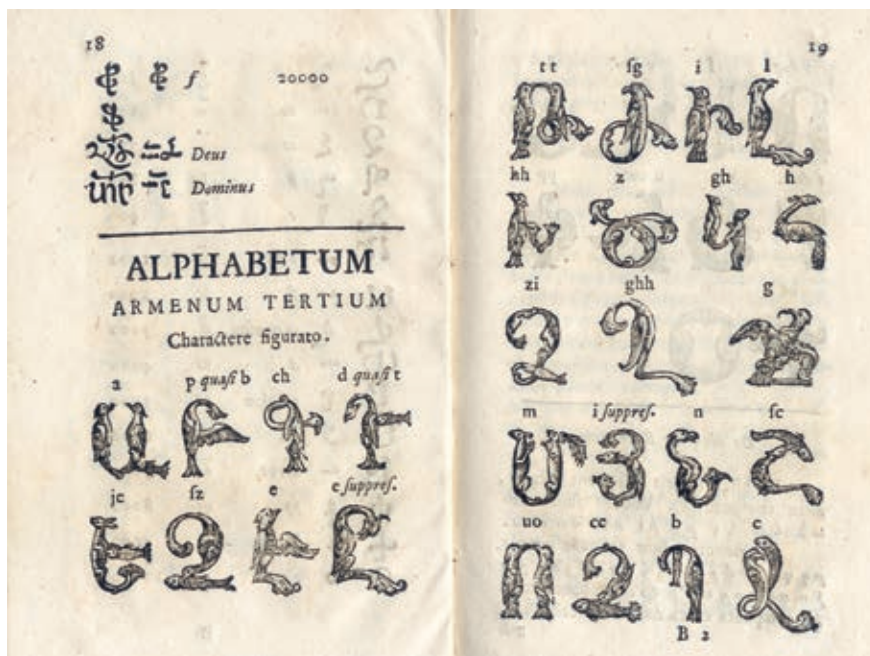 18
f 20000
Deus
Dominus
ALPHABETUM
ARMENUM TERTIUM
Charactere figurato.
a p quaſi b ch d quaſi t
Ա Բ Գ Դ
je ſz e e ſuppreſ.
Ե Զ Է Ը
19
tt ſg i l
Թ Ժ Ի Լ
kh z gh h
Խ Ծ Կ Հ
zi ghh g
Ձ Ղ Ճ
m i ſuppreſ. n ſc
Մ Յ Ն Շ
uo cc b c
Ո Չ Պ Ջ
B 2